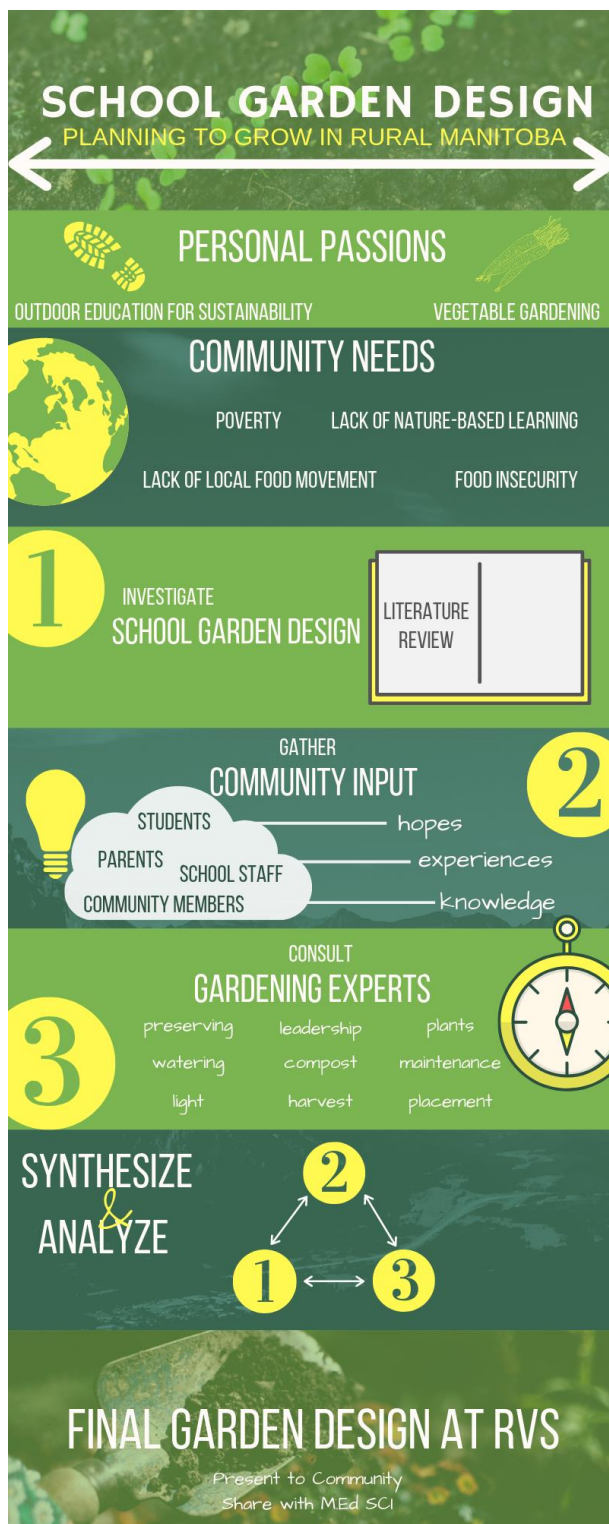 SCHOOL GARDEN DESIGN
PLANNING TO GROW IN RURAL MANITOBA
PERSONAL PASSIONS
OUTDOOR EDUCATION FOR SUSTAINABILITY
VEGETABLE GARDENING
COMMUNITY NEEDS
POVERTY
LACK OF NATURE-BASED LEARNING
LACK OF LOCAL FOOD MOVEMENT
FOOD INSECURITY
1
INVESTIGATE
SCHOOL GARDEN DESIGN
LITERATURE
REVIEW
GATHER
COMMUNITY INPUT
2
STUDENTS
PARENTS
SCHOOL STAFF
COMMUNITY MEMBERS
hopes
experiences
knowledge
CONSULT
GARDENING EXPERTS
3
preserving
leadership
plants
watering
compost
maintenance
light
harvest
placement
SYNTHESIZE
&
ANALYZE
2
1
3
FINAL GARDEN DESIGN AT RVS
Present to Community
Share with MEd SCI